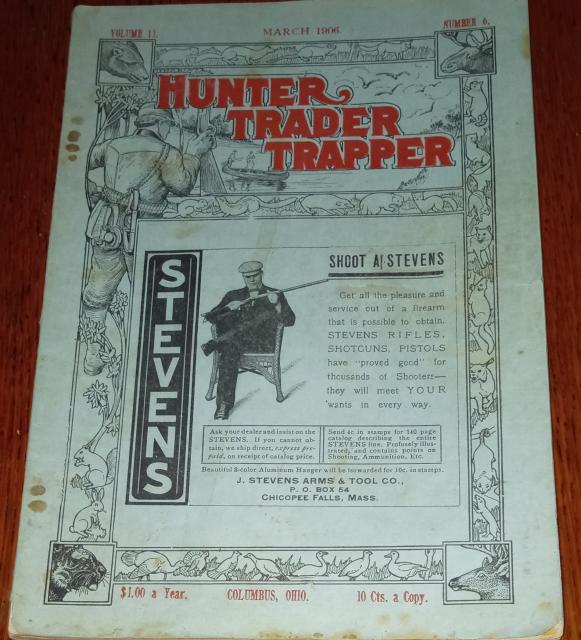 VOLUME 11. MARCH 1906. NUMBER 6.
HUNTER
TRADER
TRAPPER
STEVENS
SHOOT A STEVENS
Get all the pleasure and
service out of a firearm
that is possible to obtain.
STEVENS RIFLES,
SHOTGUNS, PISTOLS
have "proved good" for
thousands of Shooters—
they will meet YOUR
wants in every way.
Ask your dealer and insist on the
STEVENS. If you cannot ob-
tain, we ship direct, express pre-
paid, on receipt of catalog price.
Send 4c in stamps for 140 page
catalog describing the entire
STEVENS line. Profusely illus-
trated, and contains points on
Shooting, Ammunition, Etc.
Beautiful 3-color Aluminum Hanger will be forwarded for 10c. in stamps.
J. STEVENS ARMS & TOOL CO.,
P. O. BOX 54
CHICOPEE FALLS, MASS.
$1.00 a Year. COLUMBUS, OHIO. 10 Cts. a Copy.